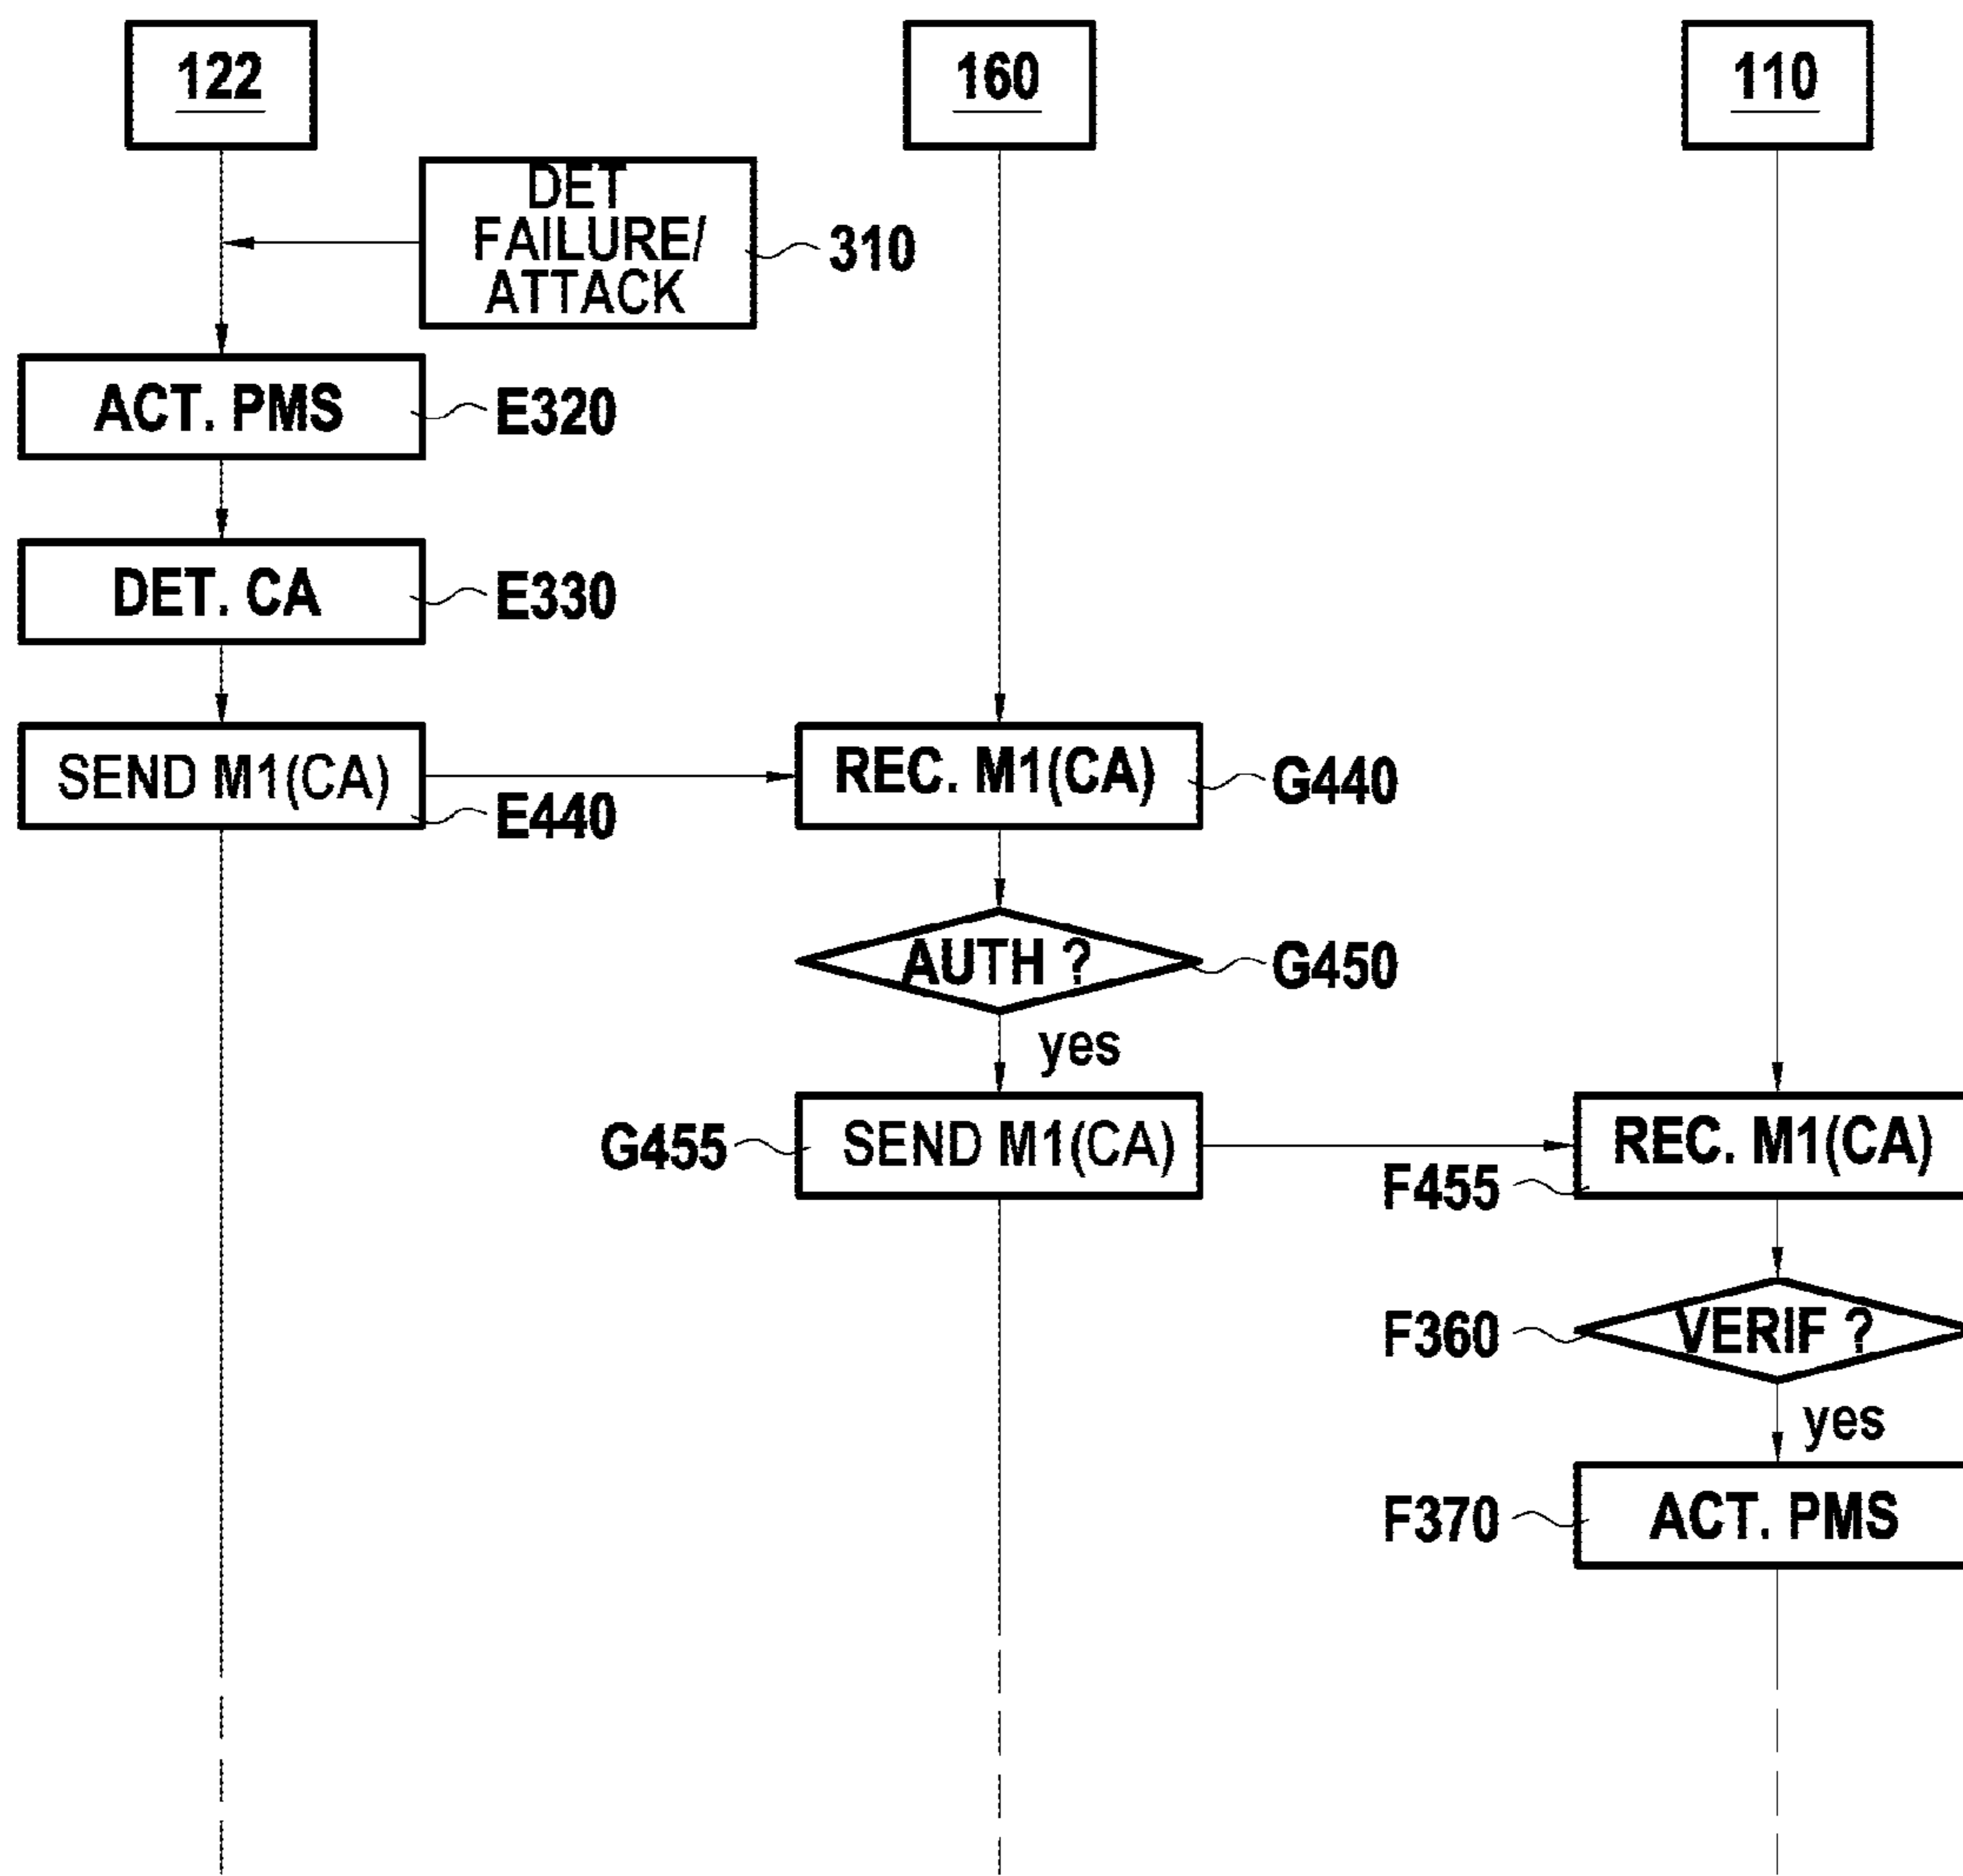 122
160
110
DET
FAILURE/
ATTACK
310
ACT. PMS
E320
DET. CA
E330
SEND M1(CA)
E440
REC. M1(CA)
G440
AUTH ?
G450
yes
G455
SEND M1(CA)
REC. M1(CA)
F455
F360
VERIF ?
yes
F370
ACT. PMS